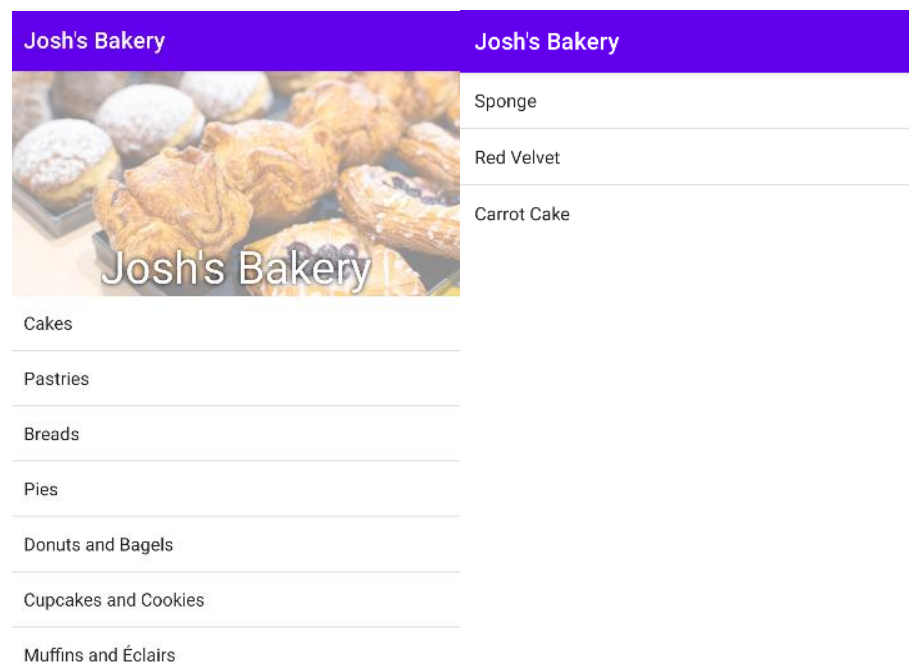 Josh's Bakery
Josh's Bakery
Cakes
Pastries
Breads
Pies
Donuts and Bagels
Cupcakes and Cookies
Muffins and Éclairs
Josh's Bakery
Sponge
Red Velvet
Carrot Cake